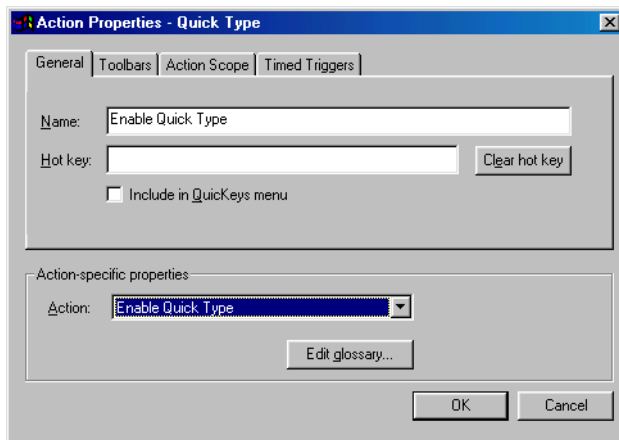 Action Properties - Quick Type
General Toolbars Action Scope Timed Triggers
Name: Enable Quick Type
Hot key: Clear hot key
Include in QuicKeys menu
Action-specific properties
Action: Enable Quick Type
Edit glossary...
OK Cancel